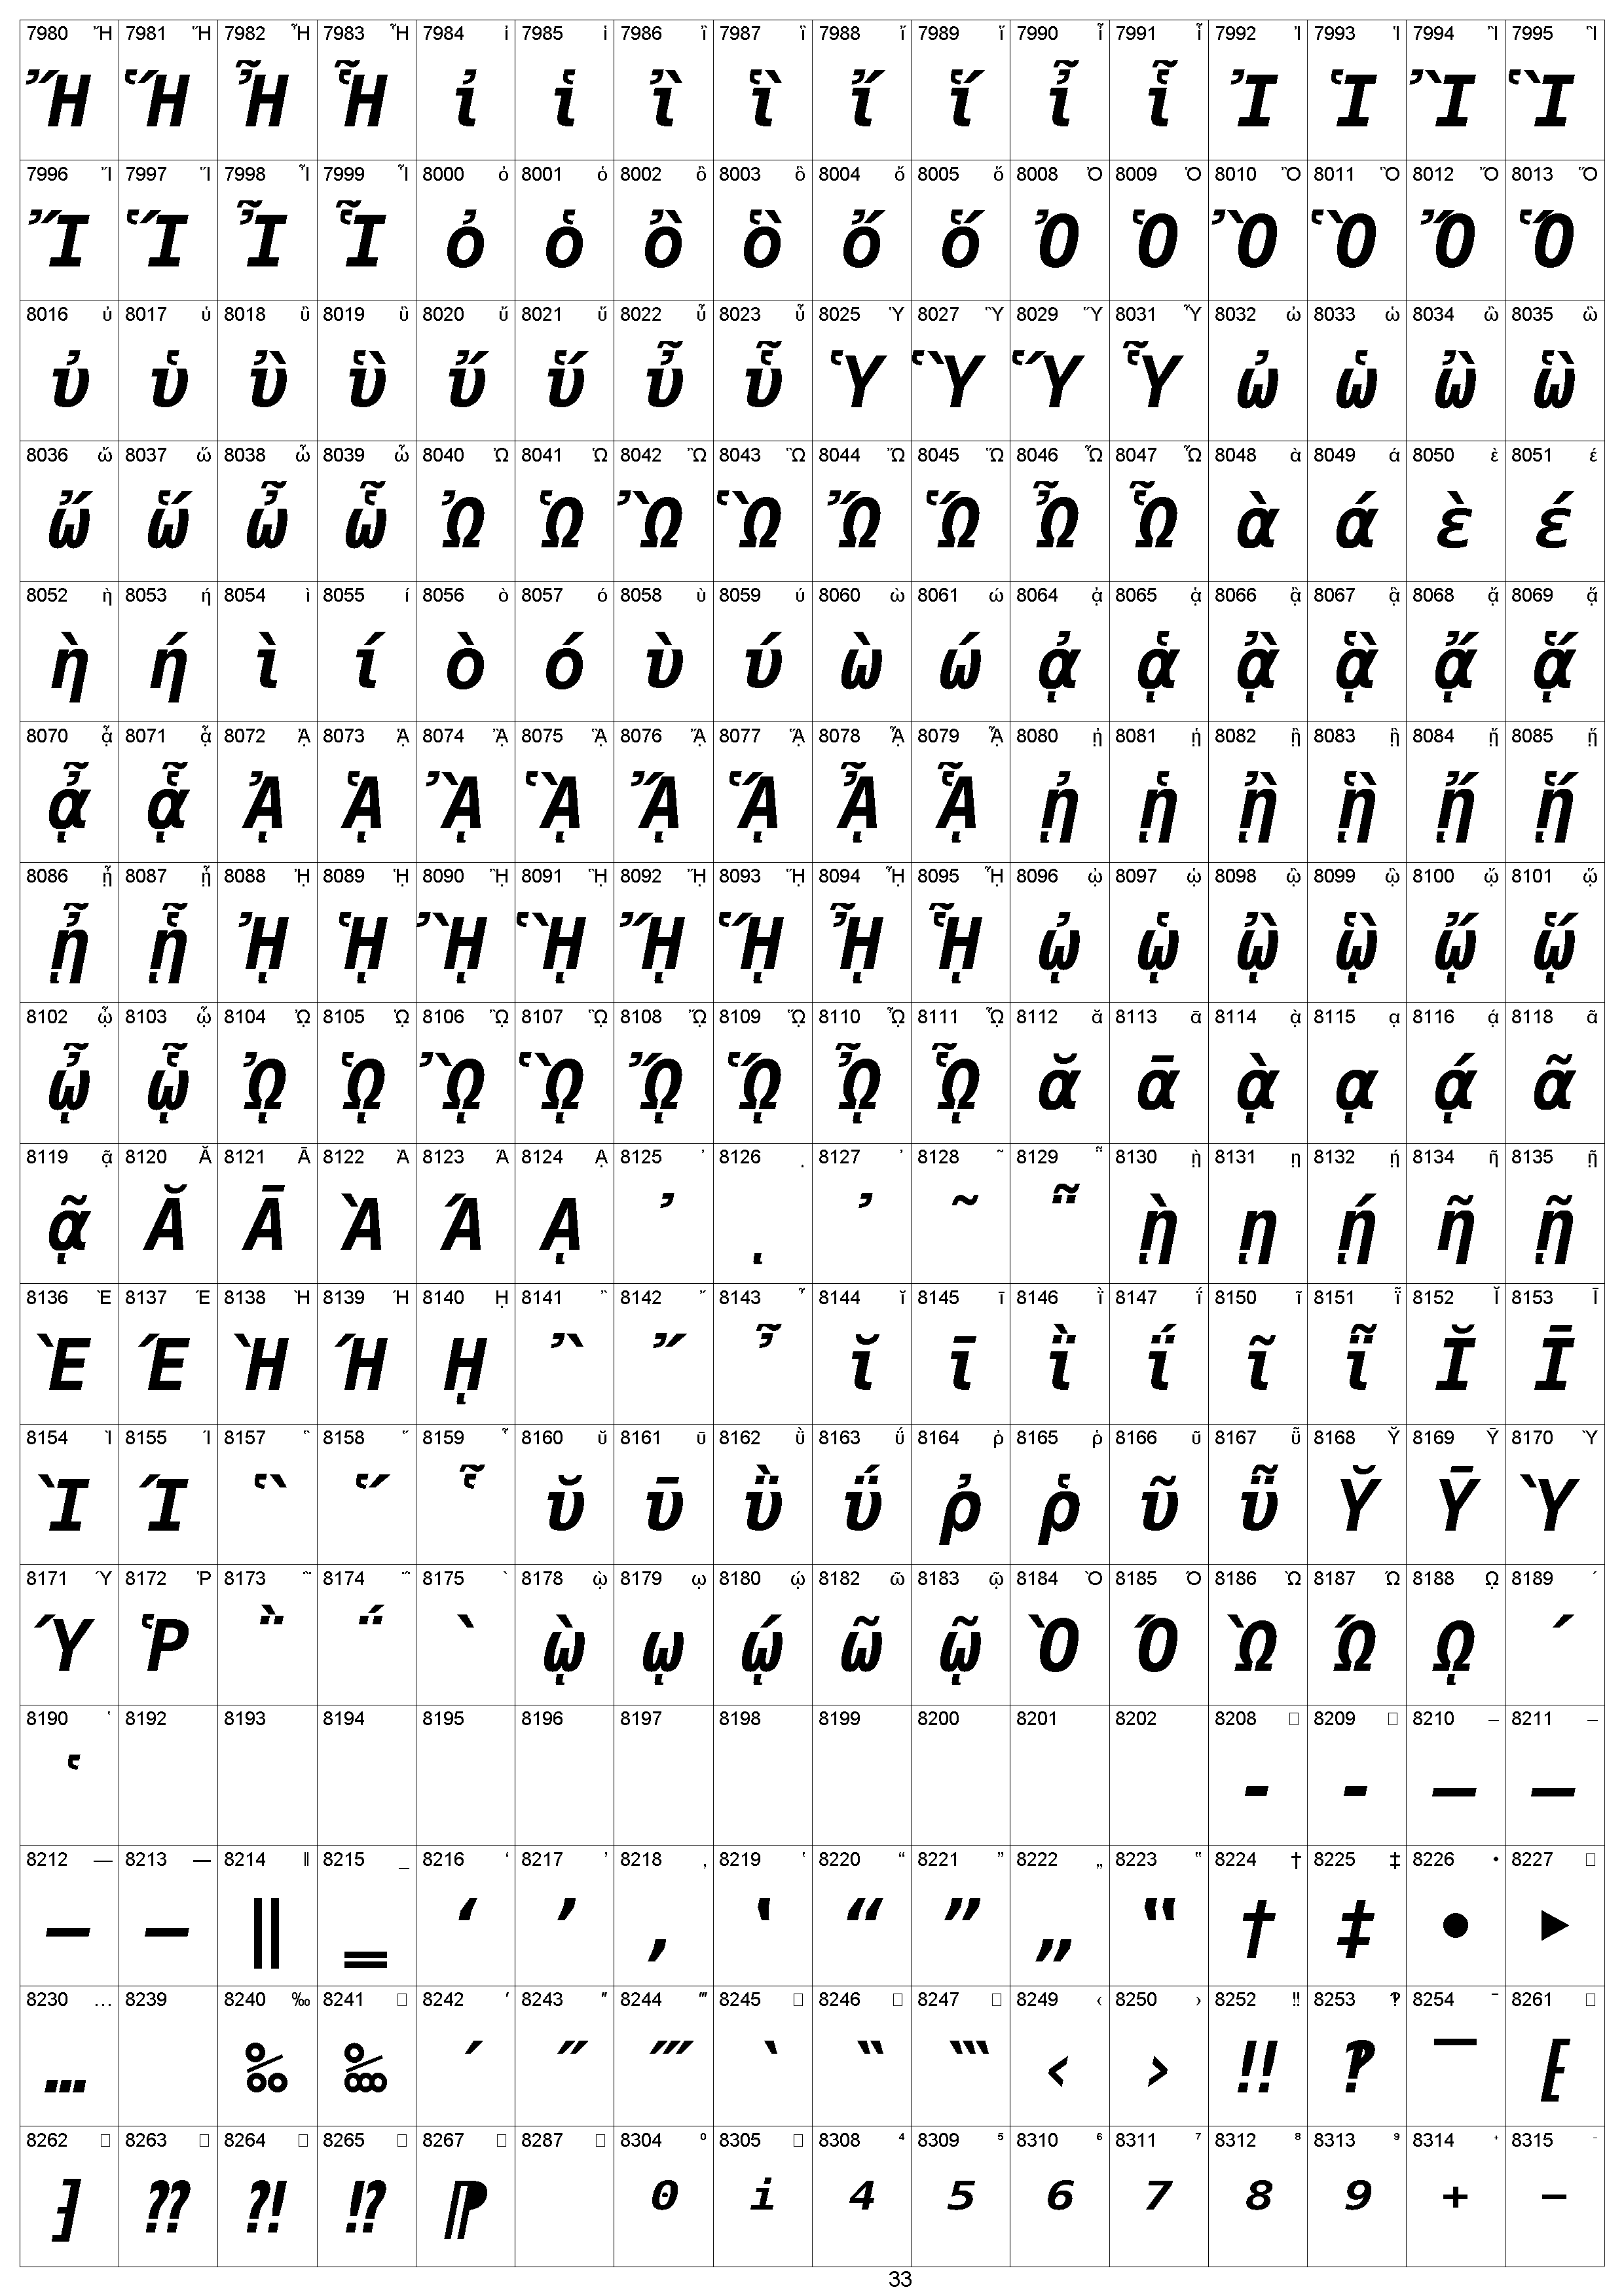 7980 Ἤ 7981 Ἥ 7982 Ἦ 7983 Ἧ 7984 ἰ 7985 ἱ 7986 ἲ 7987 ἳ 7988 ἴ 7989 ἵ 7990 ἶ 7991 ἷ 7992 Ἰ 7993 Ἱ 7994 Ἲ 7995 Ἳ
Ἤ Ἥ Ἦ Ἧ ἰ ἱ ἲ ἳ ἴ ἵ ἶ ἷ Ἰ Ἱ Ἲ Ἳ
7996 Ἴ 7997 Ἵ 7998 Ἶ 7999 Ἷ 8000 ὀ 8001 ὁ 8002 ὂ 8003 ὃ 8004 ὄ 8005 ὅ 8008 Ὀ 8009 Ὁ 8010 Ὂ 8011 Ὃ 8012 Ὄ 8013 Ὅ
Ἴ Ἵ Ἶ Ἷ ὀ ὁ ὂ ὃ ὄ ὅ Ὀ Ὁ Ὂ Ὃ Ὄ Ὅ
8016 ὐ 8017 ὑ 8018 ὒ 8019 ὓ 8020 ὔ 8021 ὕ 8022 ὖ 8023 ὗ 8025 Ὑ 8027 Ὓ 8029 Ὕ 8031 Ὗ 8032 ὠ 8033 ὡ 8034 ὢ 8035 ὣ
ὐ ὑ ὒ ὓ ὔ ὕ ὖ ὗ Ὑ Ὓ Ὕ Ὗ ὠ ὡ ὢ ὣ
8036 ὤ 8037 ὥ 8038 ὦ 8039 ὧ 8040 Ὠ 8041 Ὡ 8042 Ὢ 8043 Ὣ 8044 Ὤ 8045 Ὥ 8046 Ὦ 8047 Ὧ 8048 ὰ 8049 ά 8050 ὲ 8051 έ
ὤ ὥ ὦ ὧ Ὠ Ὡ Ὢ Ὣ Ὤ Ὥ Ὦ Ὧ ὰ ά ὲ έ
8052 ὴ 8053 ή 8054 ὶ 8055 ί 8056 ὸ 8057 ό 8058 ὺ 8059 ύ 8060 ὼ 8061 ώ 8064 ᾀ 8065 ᾁ 8066 ᾂ 8067 ᾃ 8068 ᾄ 8069 ᾅ
ὴ ή ὶ ί ὸ ό ὺ ύ ὼ ώ ᾀ ᾁ ᾂ ᾃ ᾄ ᾅ
8070 ᾆ 8071 ᾇ 8072 ᾈ 8073 ᾉ 8074 ᾊ 8075 ᾋ 8076 ᾌ 8077 ᾍ 8078 ᾎ 8079 ᾏ 8080 ᾐ 8081 ᾑ 8082 ᾒ 8083 ᾓ 8084 ᾔ 8085 ᾕ
ᾆ ᾇ ᾈ ᾉ ᾊ ᾋ ᾌ ᾍ ᾎ ᾏ ᾐ ᾑ ᾒ ᾓ ᾔ ᾕ
8086 ᾖ 8087 ᾗ 8088 ᾘ 8089 ᾙ 8090 ᾚ 8091 ᾛ 8092 ᾜ 8093 ᾝ 8094 ᾞ 8095 ᾟ 8096 ᾠ 8097 ᾡ 8098 ᾢ 8099 ᾣ 8100 ᾤ 8101 ᾥ
ᾖ ᾗ ᾘ ᾙ ᾚ ᾛ ᾜ ᾝ ᾞ ᾟ ᾠ ᾡ ᾢ ᾣ ᾤ ᾥ
8102 ᾦ 8103 ᾧ 8104 ᾨ 8105 ᾩ 8106 ᾪ 8107 ᾫ 8108 ᾬ 8109 ᾭ 8110 ᾮ 8111 ᾯ 8112 ᾰ 8113 ᾱ 8114 ᾲ 8115 ᾳ 8116 ᾴ 8118 ᾶ
ᾦ ᾧ ᾨ ᾩ ᾪ ᾫ ᾬ ᾭ ᾮ ᾯ ᾰ ᾱ ᾲ ᾳ ᾴ ᾶ
8119 ᾷ 8120 Ᾰ 8121 Ᾱ 8122 Ὰ 8123 Ά 8124 ᾼ 8125 ᾽ 8126 ι 8127 ᾿ 8128 ῀ 8129 ῁ 8130 ῂ 8131 ῃ 8132 ῄ 8134 ῆ 8135 ῇ
ᾷ Ᾰ Ᾱ Ὰ Ά ᾼ ᾽ ι ᾿ ῀ ῁ ῂ ῃ ῄ ῆ ῇ
8136 Ὲ 8137 Έ 8138 Ὴ 8139 Ή 8140 ῌ 8141 ῍ 8142 ῎ 8143 ῏ 8144 ῐ 8145 ῑ 8146 ῒ 8147 ΐ 8150 ῖ 8151 ῗ 8152 Ῐ 8153 Ῑ
Ὲ Έ Ὴ Ή ῌ ῍ ῎ ῏ ῐ ῑ ῒ ΐ ῖ ῗ Ῐ Ῑ
8154 Ὶ 8155 Ί 8157 ῝ 8158 ῞ 8159 ῟ 8160 ῠ 8161 ῡ 8162 ῢ 8163 ΰ 8164 ῤ 8165 ῥ 8166 ῦ 8167 ῧ 8168 Ῠ 8169 Ῡ 8170 Ὺ
Ὶ Ί ῝ ῞ ῟ ῠ ῡ ῢ ΰ ῤ ῥ ῦ ῧ Ῠ Ῡ Ὺ
8171 Ύ 8172 Ῥ 8173 ῭ 8174 ΅ 8175 ` 8178 ῲ 8179 ῳ 8180 ῴ 8182 ῶ 8183 ῷ 8184 Ὸ 8185 Ό 8186 Ὼ 8187 Ώ 8188 ῼ 8189 ´
Ύ Ῥ ῭ ΅ ` ῲ ῳ ῴ ῶ ῷ Ὸ Ό Ὼ Ώ ῼ ´
8190 ῾ 8192 8193 8194 8195 8196 8197 8198 8199 8200 8201 8202 8208 □ 8209 □ 8210 ‒ 8211 –
῾ ‐ ‑ ‒ –
8212 — 8213 ― 8214 ‖ 8215 ‗ 8216 ‘ 8217 ’ 8218 ‚ 8219 ‛ 8220 “ 8221 ” 8222 „ 8223 ‟ 8224 † 8225 ‡ 8226 • 8227 □
— ― ‖ ‗ ‘ ’ ‚ ‛ “ ” „ ‟ † ‡ • ‣
8230 … 8239 8240 ‰ 8241 □ 8242 ′ 8243 ″ 8244 ‴ 8245 □ 8246 □ 8247 □ 8249 ‹ 8250 › 8252 ‼ 8253 ‽ 8254 ‾ 8261 □
… ‰ ‱ ′ ″ ‴ ‵ ‶ ‷ ‹ › ‼ ‽ ‾ ⁅
8262 □ 8263 □ 8264 □ 8265 □ 8267 □ 8287 □ 8304 ⁰ 8305 □ 8308 ⁴ 8309 ⁵ 8310 ⁶ 8311 ⁷ 8312 ⁸ 8313 ⁹ 8314 ⁺ 8315 ⁻
⁆ ⁇ ⁈ ⁉ ⁋ ⁰ ⁱ ⁴ ⁵ ⁶ ⁷ ⁸ ⁹ ⁺ ⁻
33